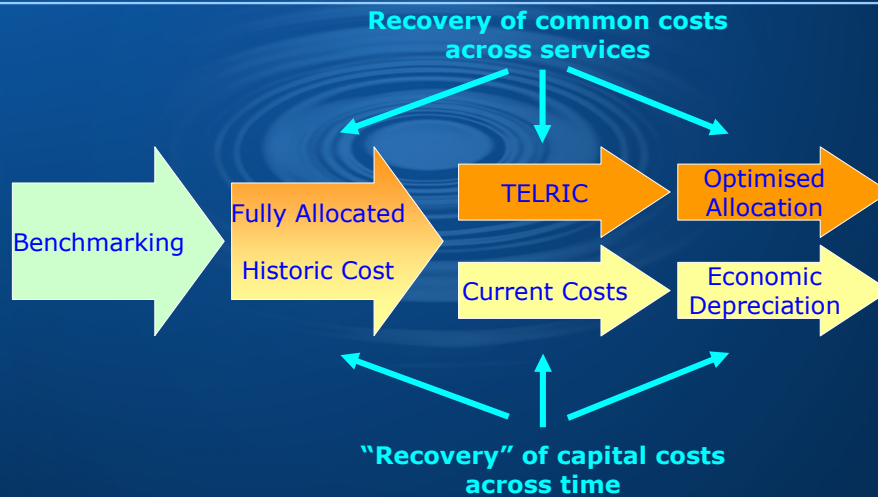 Recovery of common costs
across services
Benchmarking
Fully Allocated
Historic Cost
TELRIC
Optimised
Allocation
Current Costs
Economic
Depreciation
“Recovery” of capital costs
across time